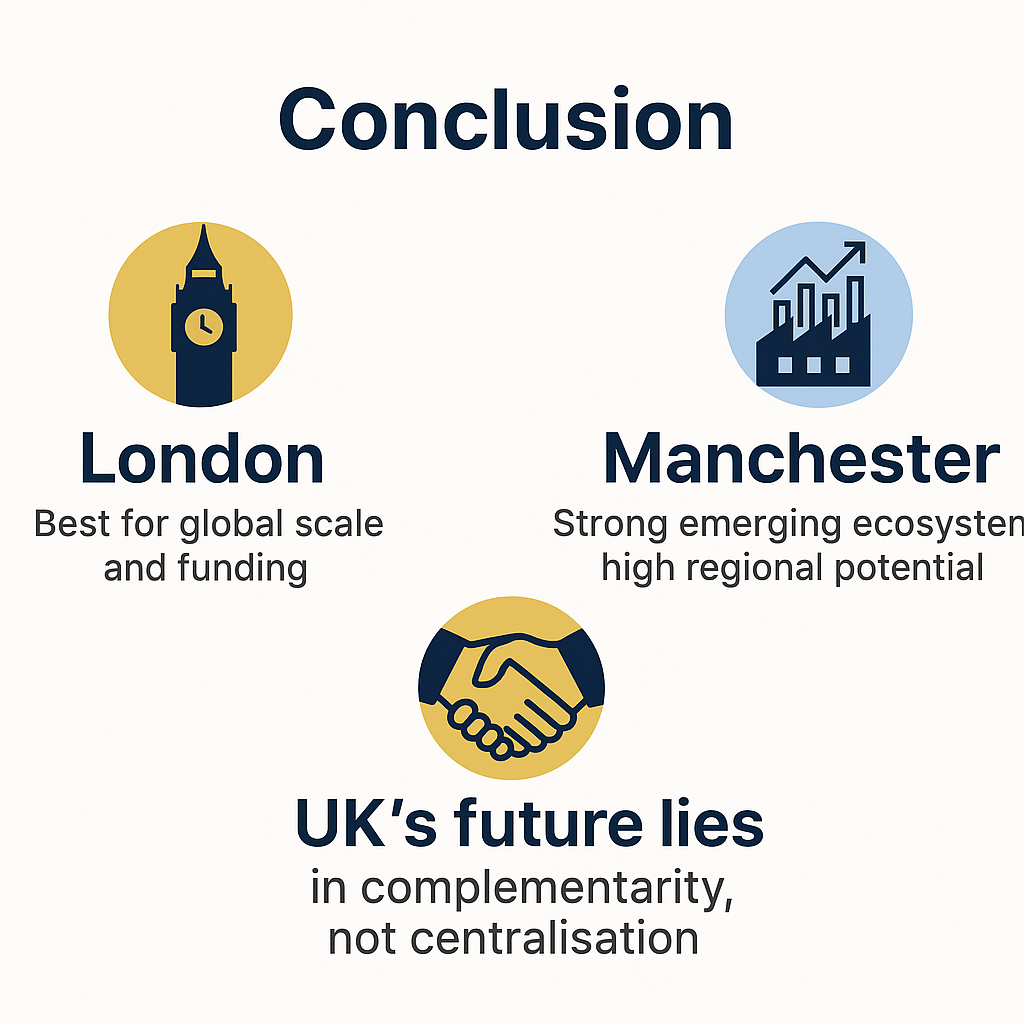 Conclusion
London
Best for global scale
and funding
Manchester
Strong emerging
high regional potential
UK’s future lies
in complementarity,
not centralisation